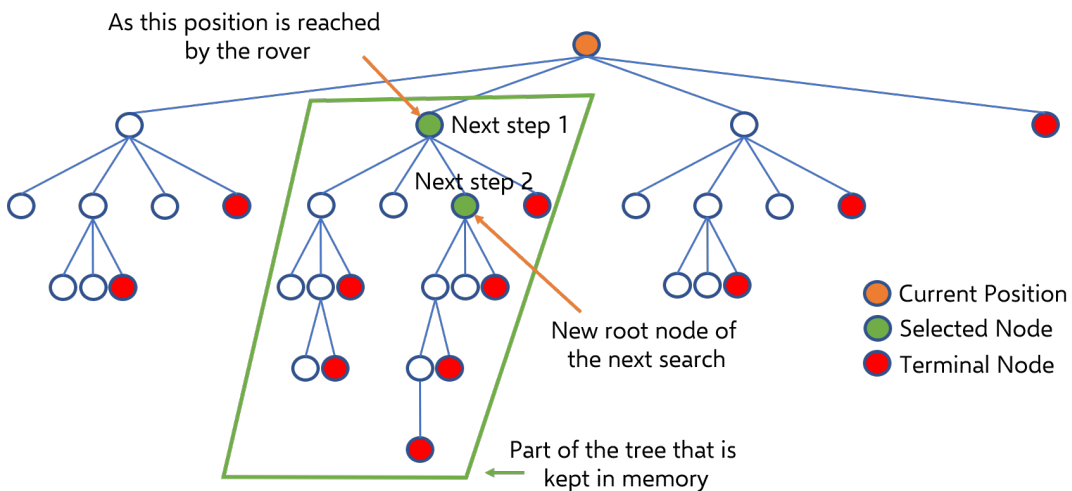 As this position is reached
by the rover
Next step 1
Next step 2
Current Position
Selected Node
Terminal Node
New root node of
the next search
Part of the tree that is
kept in memory